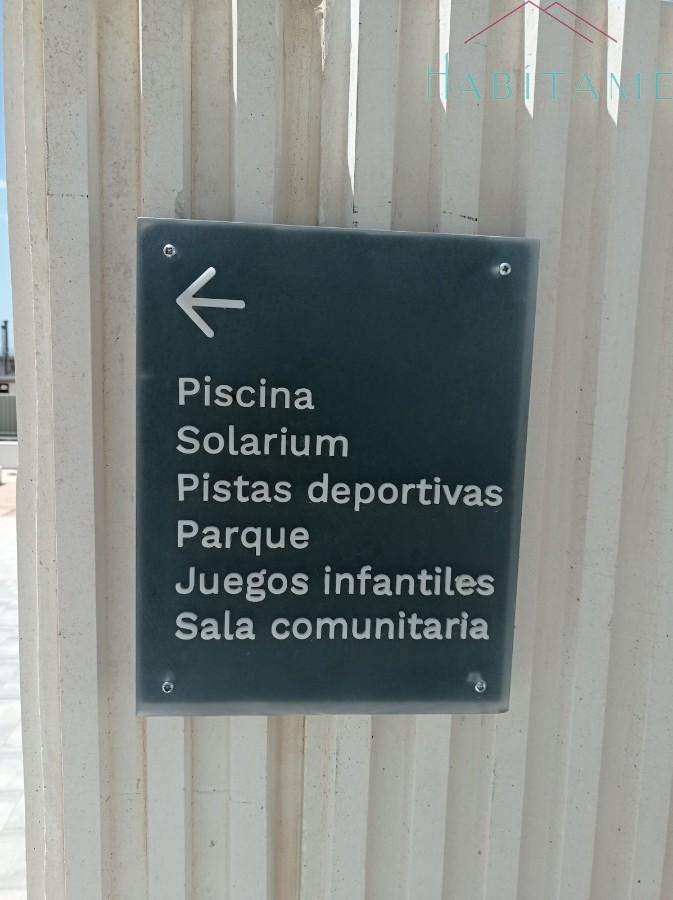 HABÍTAME
Piscina
Solarium
Pistas deportivas
Parque
Juegos infantiles
Sala comunitaria